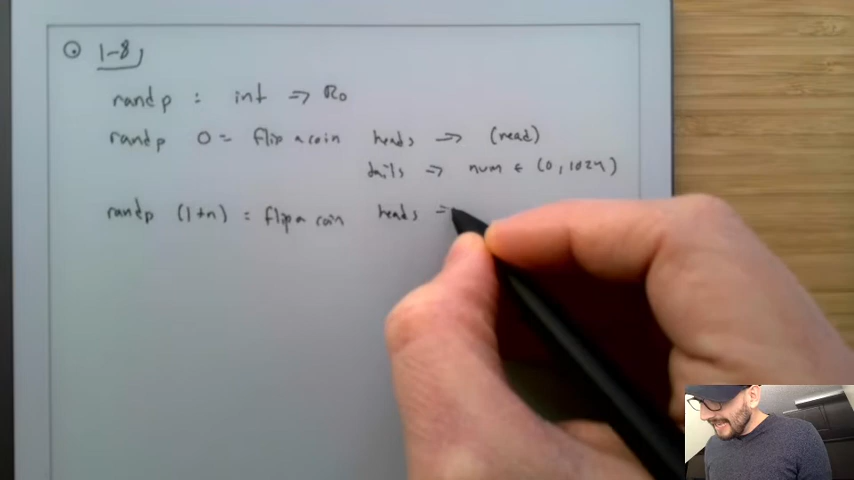 1-8,
randp : int => R0
randp 0 = flip a coin heads => (read)
tails => num ∈ (0, 1024)
randp (1+n) = flip a coin heads =